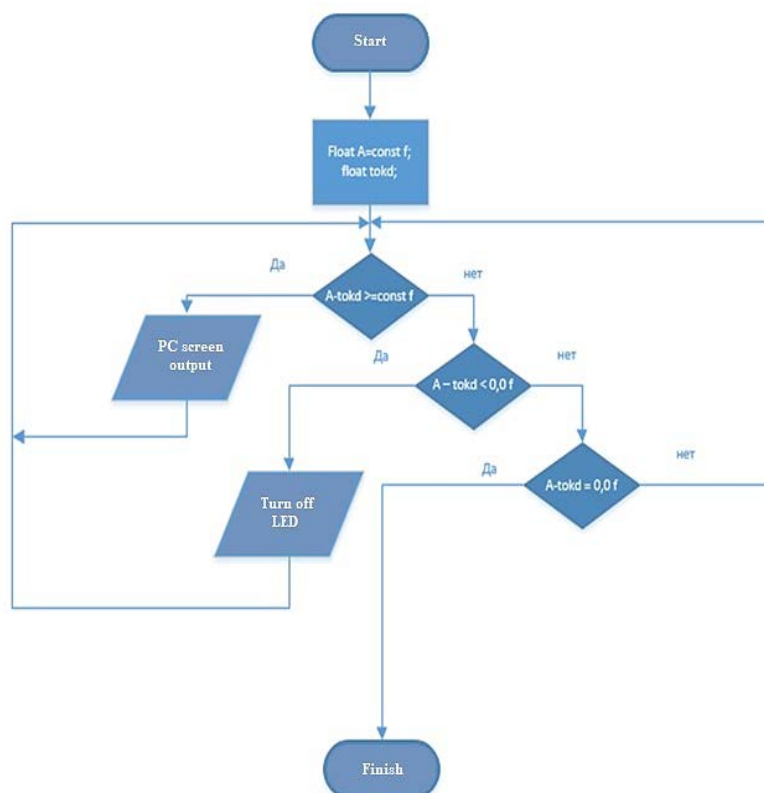 Start
Float A=const f;
float tokd;
Да
нет
A-tokd >=const f
PC screen
output
Да
нет
A – tokd < 0,0 f
Да
нет
A-tokd = 0,0 f
Turn off
LED
Finish